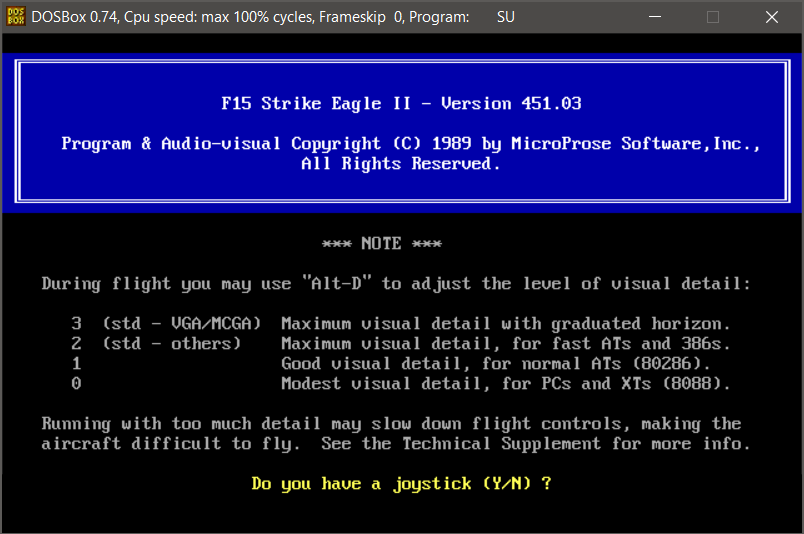 DOS BOX DOSBox 0.74, Cpu speed: max 100% cycles, Frameskip 0, Program: SU
F15 Strike Eagle II - Version 451.03
Program & Audio-visual Copyright (C) 1989 by MicroProse Software,Inc.,
All Rights Reserved.
*** NOTE ***
During flight you may use "Alt-D" to adjust the level of visual detail:
3 (std - VGA/MCGA) Maximum visual detail with graduated horizon.
2 (std - others) Maximum visual detail, for fast ATs and 386s.
1 Good visual detail, for normal ATs (80286).
0 Modest visual detail, for PCs and XTs (8088).
Running with too much detail may slow down flight controls, making the
aircraft difficult to fly. See the Technical Supplement for more info.
Do you have a joystick (Y/N) ?